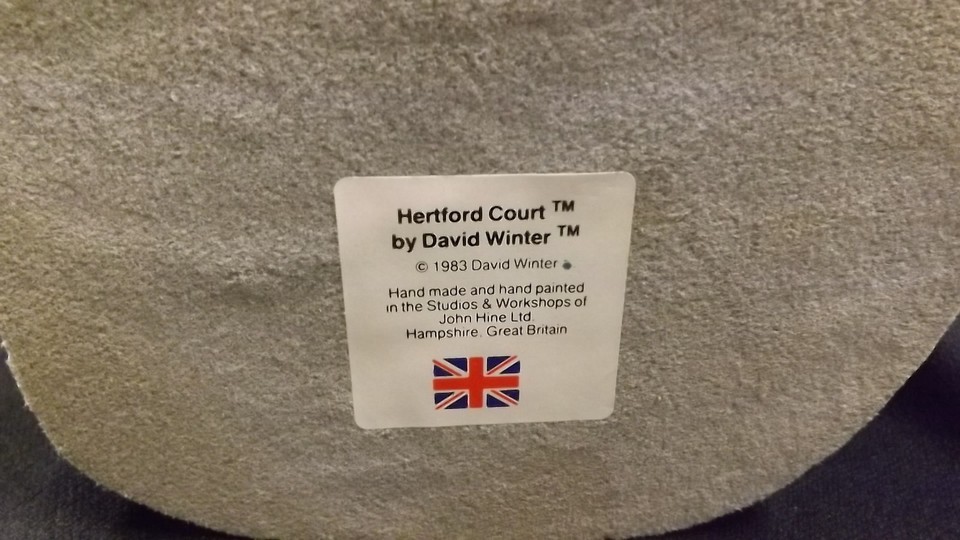 Hertford Court ™
by David Winter ™
© 1983 David Winter
Hand made and hand painted
in the Studios & Workshops of
John Hine Ltd.
Hampshire. Great Britain